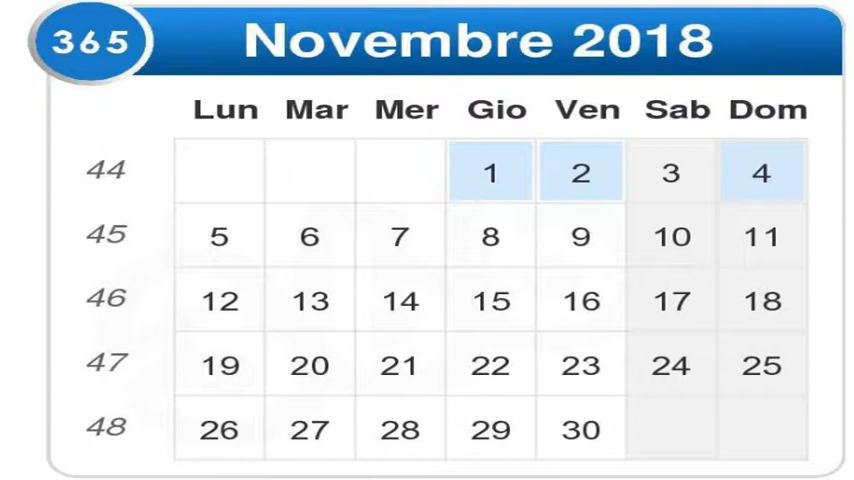 365 Novembre 2018
Lun Mar Mer Gio Ven Sab Dom
44 1 2 3 4
45 5 6 7 8 9 10 11
46 12 13 14 15 16 17 18
47 19 20 21 22 23 24 25
48 26 27 28 29 30